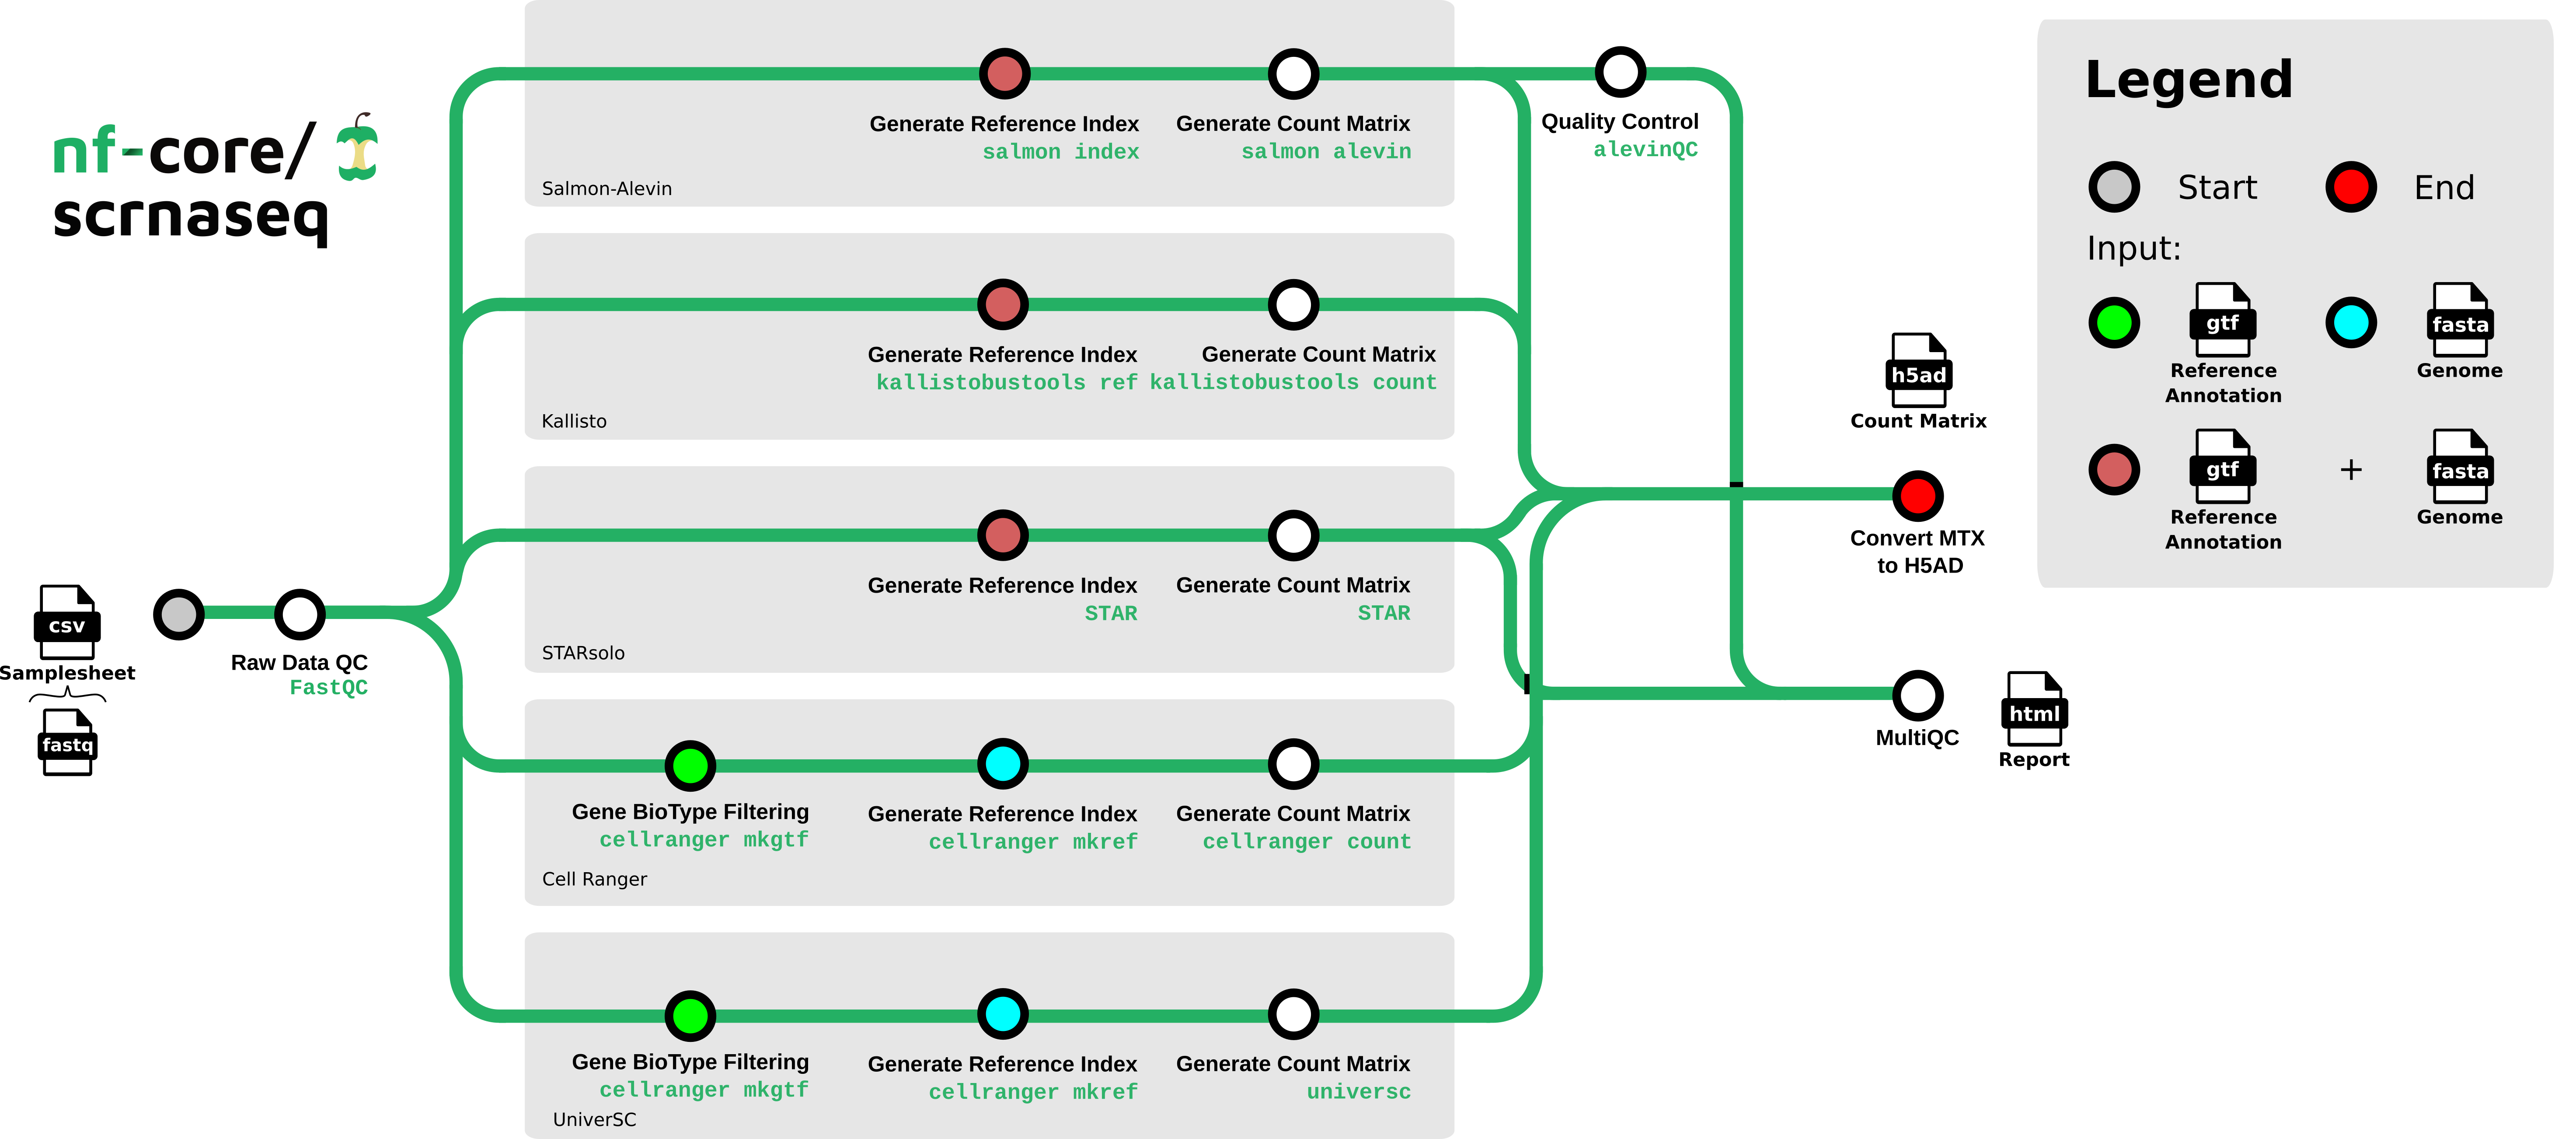 nf-core/
scrnaseq
Generate Reference Index
salmon index
Generate Count Matrix
salmon alevin
Salmon-Alevin
Quality Control
alevinQC
Generate Reference Index
kallistobustools ref
Generate Count Matrix
kallistobustools count
Kallisto
Generate Reference Index
STAR
Generate Count Matrix
STAR
STARsolo
csv
Samplesheet
fastq
Raw Data QC
FastQC
Gene BioType Filtering
cellranger mkgtf
Generate Reference Index
cellranger mkref
Generate Count Matrix
cellranger count
Cell Ranger
Gene BioType Filtering
cellranger mkgtf
Generate Reference Index
cellranger mkref
Generate Count Matrix
universc
UniverSC
h5ad
Count Matrix
Convert MTX
to H5AD
MultiQC
html
Report
Legend
Start
End
Input:
gtf
Reference
Annotation
fasta
Genome
gtf
Reference
Annotation
+
fasta
Genome